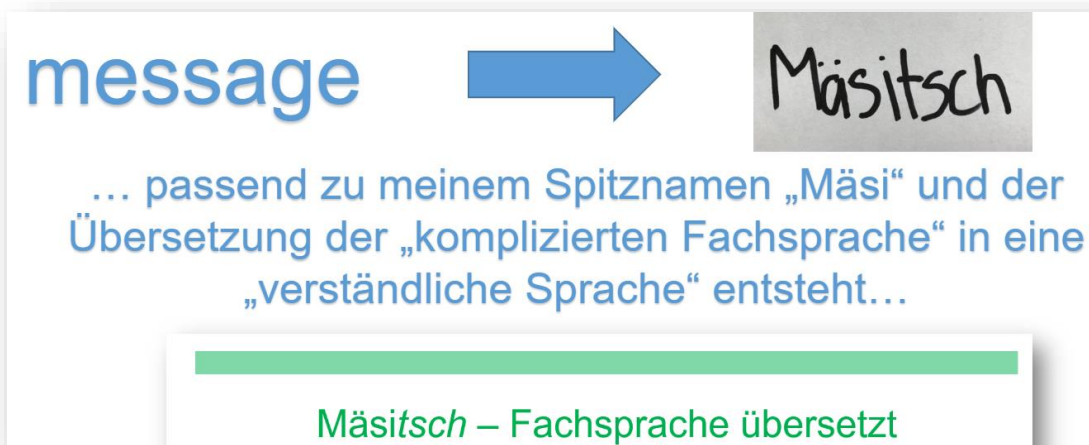 message
Mäsitsch
… passend zu meinem Spitznamen „Mäsi“ und der
Übersetzung der „komplizierten Fachsprache“ in eine
„verständliche Sprache“ entsteht…
Mäsitsch – Fachsprache übersetzt